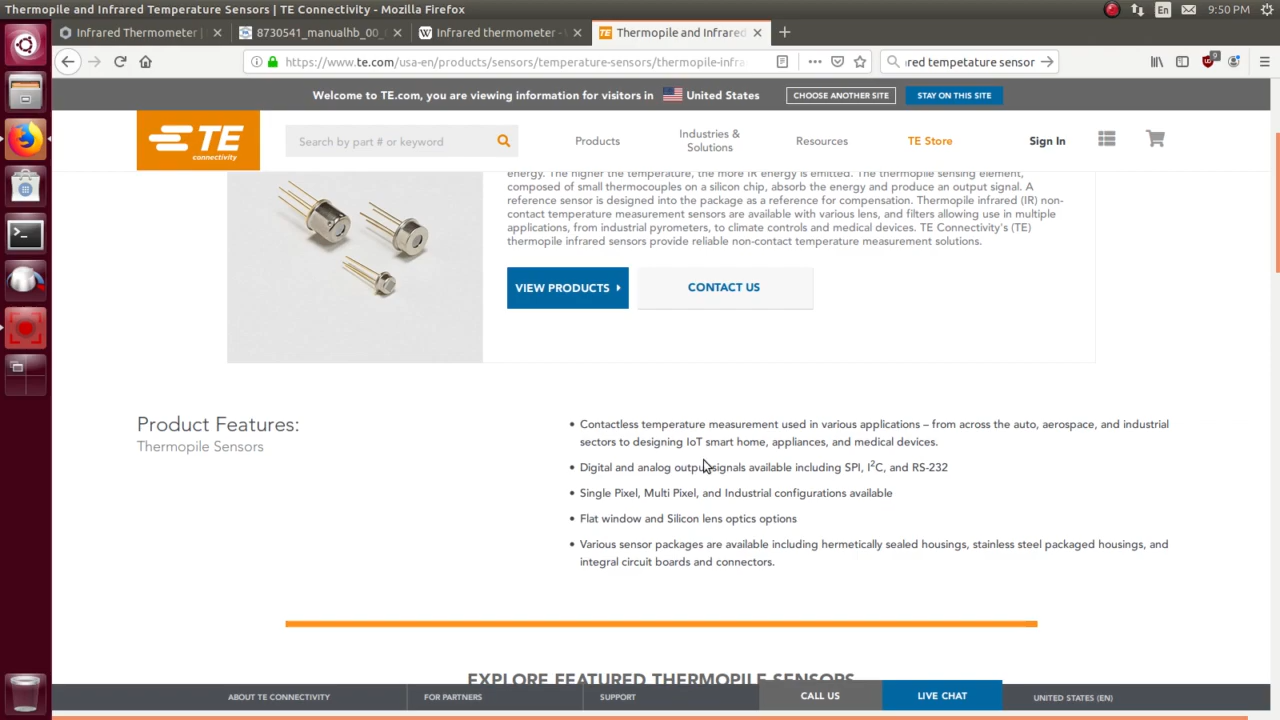 Thermopile and Infrared Temperature Sensors | TE Connectivity - Mozilla Firefox
En
9:50 PM
Infrared Thermometer |
8730541_manualhb_00_
Infrared thermometer -
Thermopile and Infrared
https://www.te.com/usa-en/products/sensors/temperature-sensors/thermopile-infra
red tempetature sensor
Welcome to TE.com, you are viewing information for visitors in United States
CHOOSE ANOTHER SITE
STAY ON THIS SITE
TE
connectivity
Search by part # or keyword
Products
Industries &
Solutions
Resources
TE Store
Sign In
energy. The higher the temperature, the more IR energy is emitted. The thermopile sensing element,
composed of small thermocouples on a silicon chip, absorb the energy and produce an output signal. A
reference sensor is designed into the package as a reference for compensation. Thermopile infrared (IR) non-
contact temperature measurement sensors are available with various lens, and filters allowing use in multiple
applications, from industrial pyrometers, to climate controls and medical devices. TE Connectivity's (TE)
thermopile infrared sensors provide reliable non-contact temperature measurement solutions.
VIEW PRODUCTS
CONTACT US
Product Features:
Thermopile Sensors
• Contactless temperature measurement used in various applications – from across the auto, aerospace, and industrial
sectors to designing IoT smart home, appliances, and medical devices.
• Digital and analog output signals available including SPI, I²C, and RS-232
• Single Pixel, Multi Pixel, and Industrial configurations available
• Flat window and Silicon lens optics options
• Various sensor packages are available including hermetically sealed housings, stainless steel packaged housings, and
integral circuit boards and connectors.
EXPLORE FEATURED THERMOPILE SENSORS
ABOUT TE CONNECTIVITY
FOR PARTNERS
SUPPORT
CALL US
LIVE CHAT
UNITED STATES (EN)